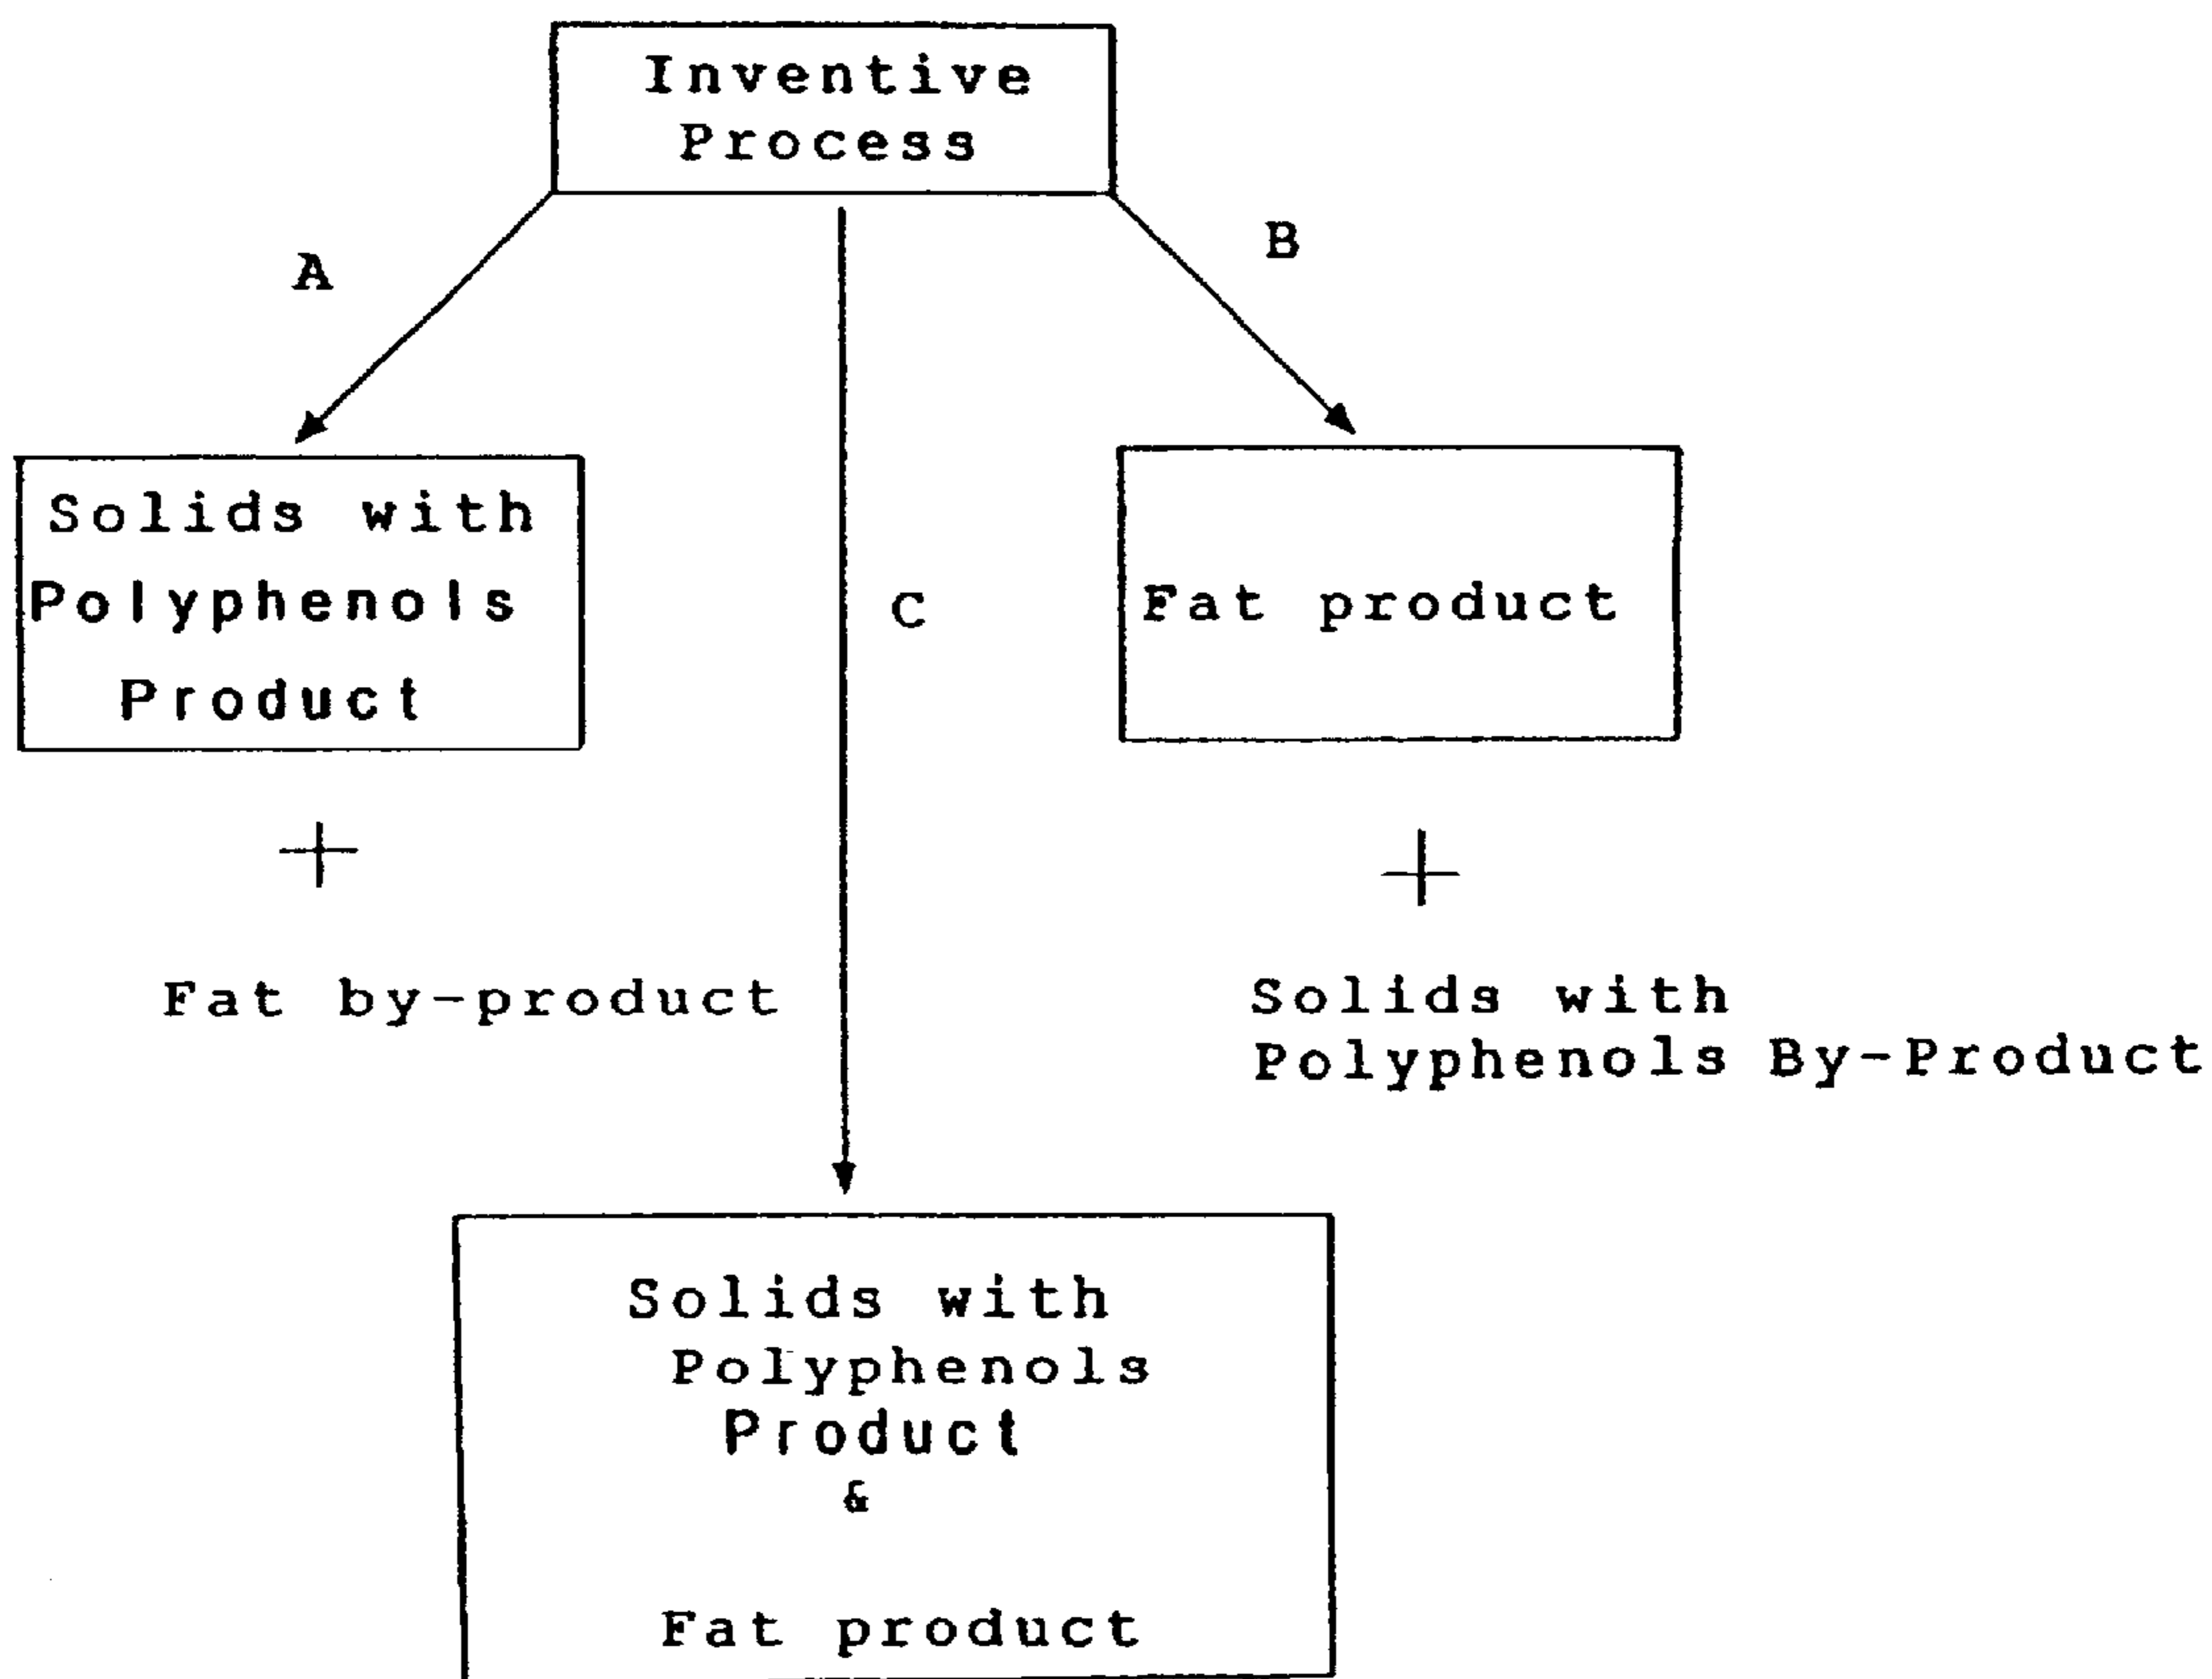 Inventive
Process
A
B
Solids with
Polyphenols
Product
C
Fat product
+
+
Fat by-product
Solids with
Polyphenols By-Product
Solids with
Polyphenols
Product
&
Fat product